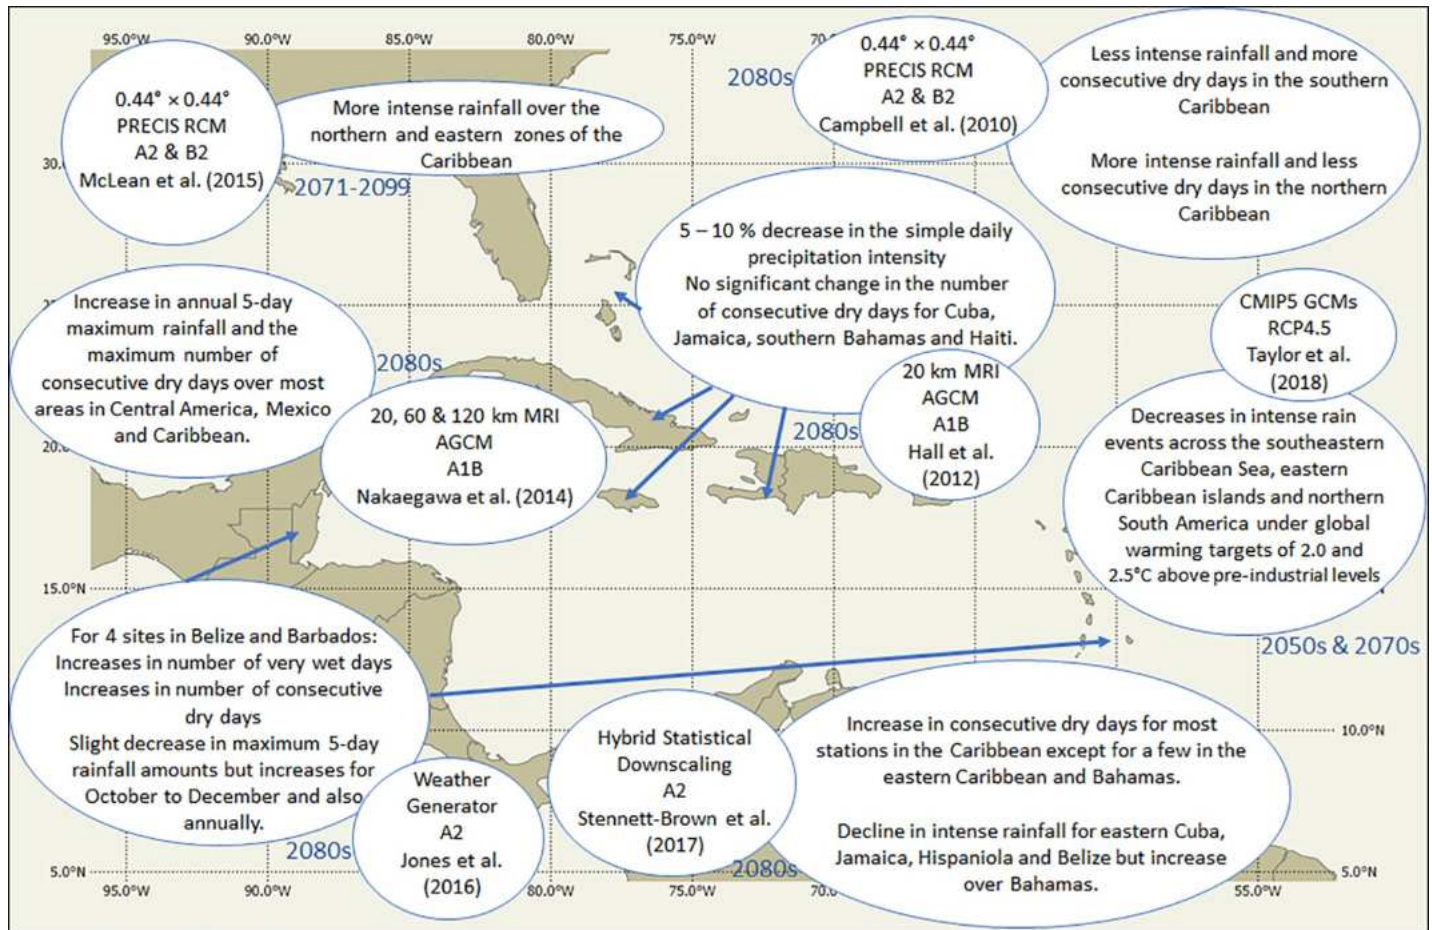 95.0°W
90.0°W
85.0°W
80.0°W
75.0°W
70.
0.44° × 0.44°
PRECIS RCM
A2 & B2
McLean et al. (2015)
More intense rainfall over the
northern and eastern zones of the
Caribbean
2071-2099
30.
2080s
0.44° × 0.44°
PRECIS RCM
A2 & B2
Campbell et al. (2010)
Less intense rainfall and more
consecutive dry days in the southern
Caribbean
More intense rainfall and less
consecutive dry days in the northern
Caribbean
5 – 10 % decrease in the simple daily
precipitation intensity
No significant change in the number
of consecutive dry days for Cuba,
Jamaica, southern Bahamas and Haiti.
2080s
20 km MRI
AGCM
A1B
Hall et al.
(2012)
CMIP5 GCMs
RCP4.5
Taylor et al.
(2018)
Decreases in intense rain
events across the southeastern
Caribbean Sea, eastern
Caribbean islands and northern
South America under global
warming targets of 2.0 and
2.5°C above pre-industrial levels
2050s & 2070s
Increase in annual 5-day
maximum rainfall and the
maximum number of
consecutive dry days over most
areas in Central America, Mexico
and Caribbean.
2080s
20, 60 & 120 km MRI
AGCM
A1B
Nakaegawa et al. (2014)
20.0
15.0°N
For 4 sites in Belize and Barbados:
Increases in number of very wet days
Increases in number of consecutive
dry days
Slight decrease in maximum 5-day
rainfall amounts but increases for
October to December and also
annually.
2080s
Weather
Generator
A2
Jones et al.
(2016)
Hybrid Statistical
Downscaling
A2
Stennett-Brown et al.
(2017)
2080s
Increase in consecutive dry days for most
stations in the Caribbean except for a few in the
eastern Caribbean and Bahamas.
Decline in intense rainfall for eastern Cuba,
Jamaica, Hispaniola and Belize but increase
over Bahamas.
10.0°N
5.0°N
5.0°N
95.0°W
90.0°W
80.0°W
75.0°W
70.
55.0°W